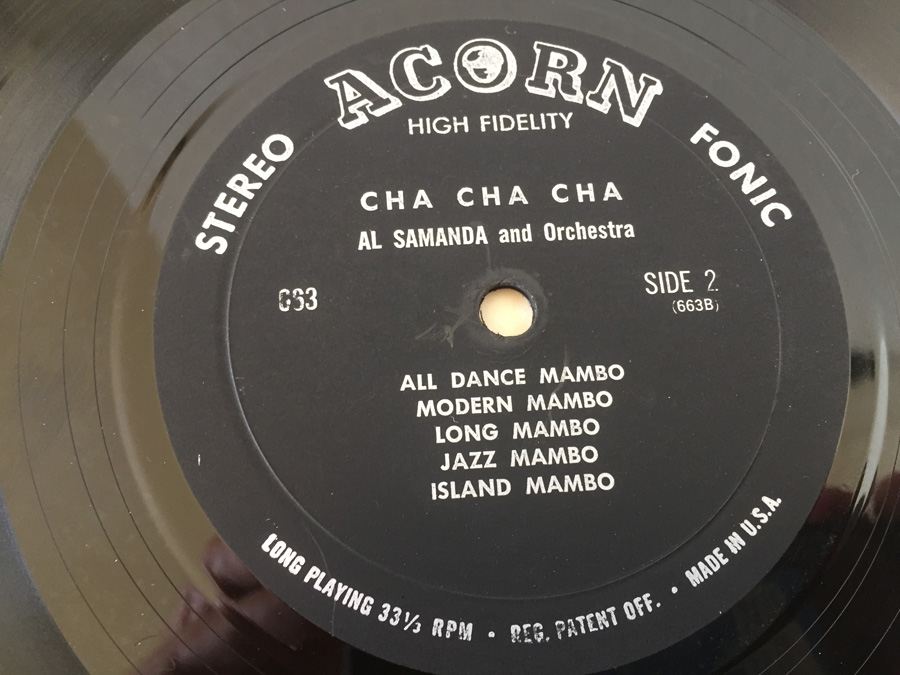 ACORN
HIGH FIDELITY
STEREO FONIC
CHA CHA CHA
AL SAMANDA and Orchestra
663
SIDE 2
(663B)
ALL DANCE MAMBO
MODERN MAMBO
LONG MAMBO
JAZZ MAMBO
ISLAND MAMBO
LONG PLAYING 33⅓ RPM • REG. PATENT OFF. • MADE IN U.S.A.